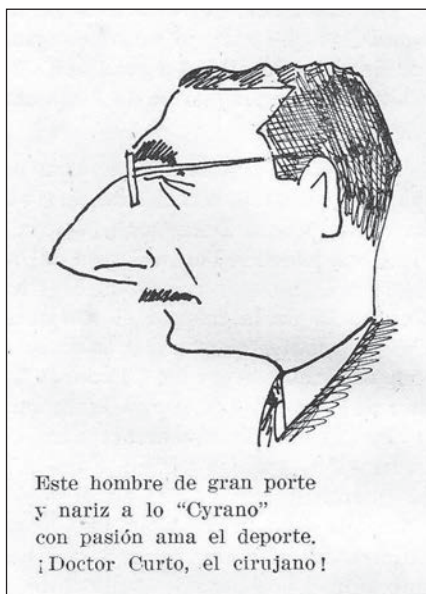 Este hombre de gran porte
y nariz a lo “Cyrano”
con pasión ama el deporte.
¡Doctor Curto, el cirujano!